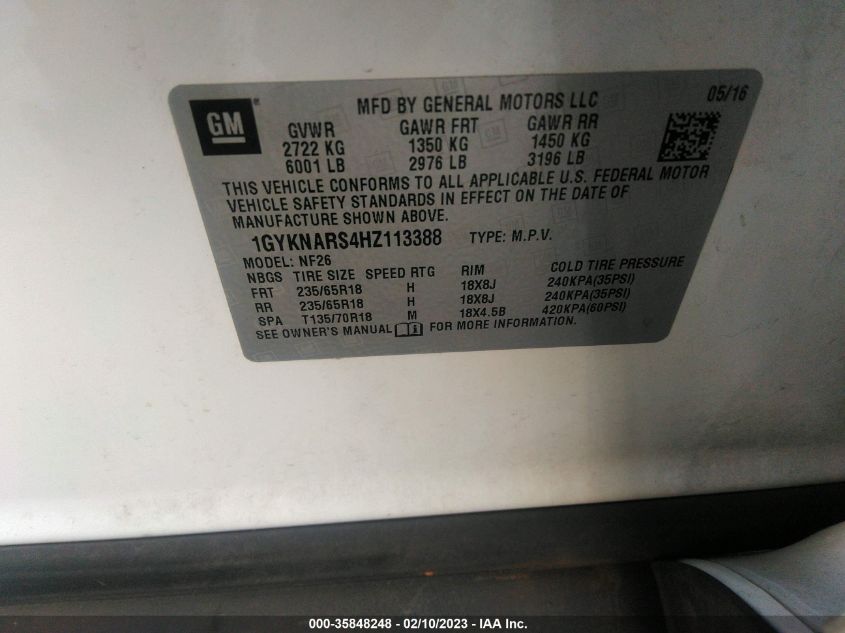 GM
MFD BY GENERAL MOTORS LLC 05/16
GVWR GAWR FRT GAWR RR
2722 KG 1350 KG 1450 KG
6001 LB 2976 LB 3196 LB
THIS VEHICLE CONFORMS TO ALL APPLICABLE U.S. FEDERAL MOTOR
VEHICLE SAFETY STANDARDS IN EFFECT ON THE DATE OF
MANUFACTURE SHOWN ABOVE.
1GYKNARS4HZ113388 TYPE: M.P.V.
MODEL: NF26
NBGS TIRE SIZE SPEED RTG RIM COLD TIRE PRESSURE
FRT 235/65R18 H 18X8J 240KPA(35PSI)
RR 235/65R18 H 18X8J 240KPA(35PSI)
SPA T135/70R18 M 18X4.5B 420KPA(60PSI)
SEE OWNER'S MANUAL FOR MORE INFORMATION.
000-35848248 - 02/10/2023 - IAA Inc.